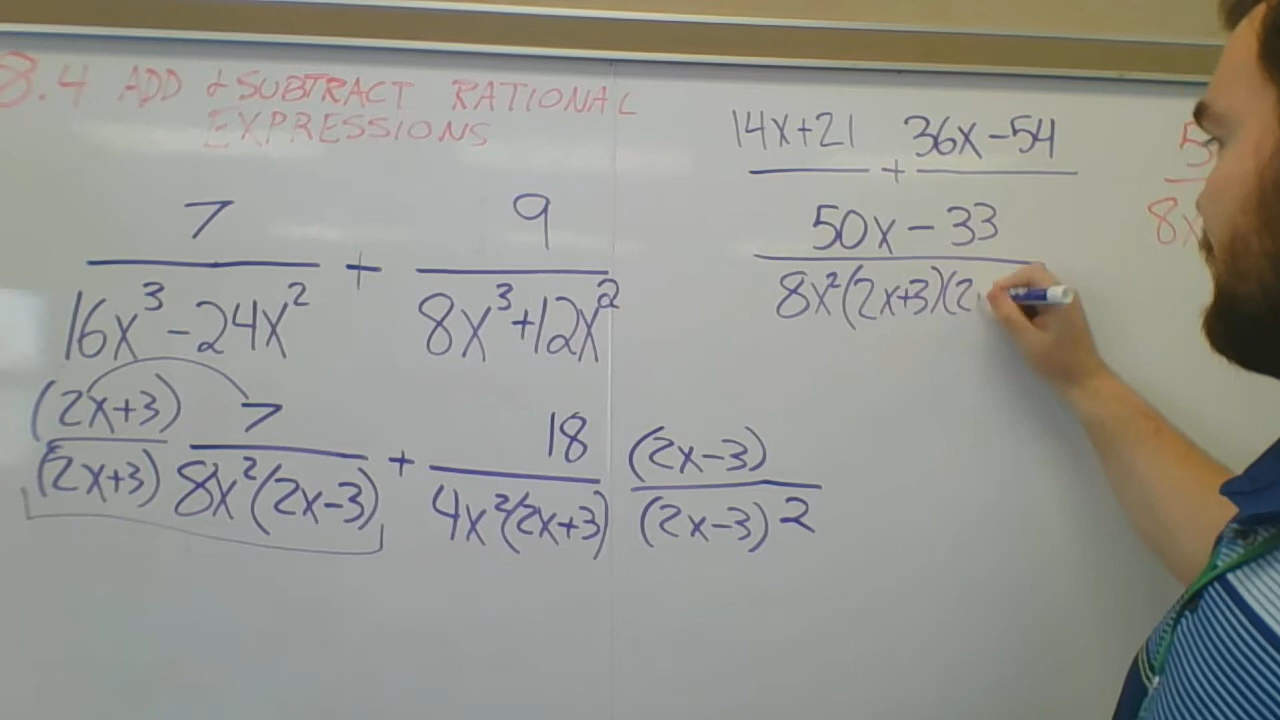 8.4 ADD & SUBTRACT RATIONAL
EXPRESSIONS
7 / (16x³-24x²) + 9 / (8x³+12x²)
(2x+3) / (2x+3) 7 / 8x²(2x-3) + 18 / 4x²(2x+3) (2x-3) / (2x-3) 2
14x+21 + 36x-54
50x-33
8x²(2x+3)(2
5
8x